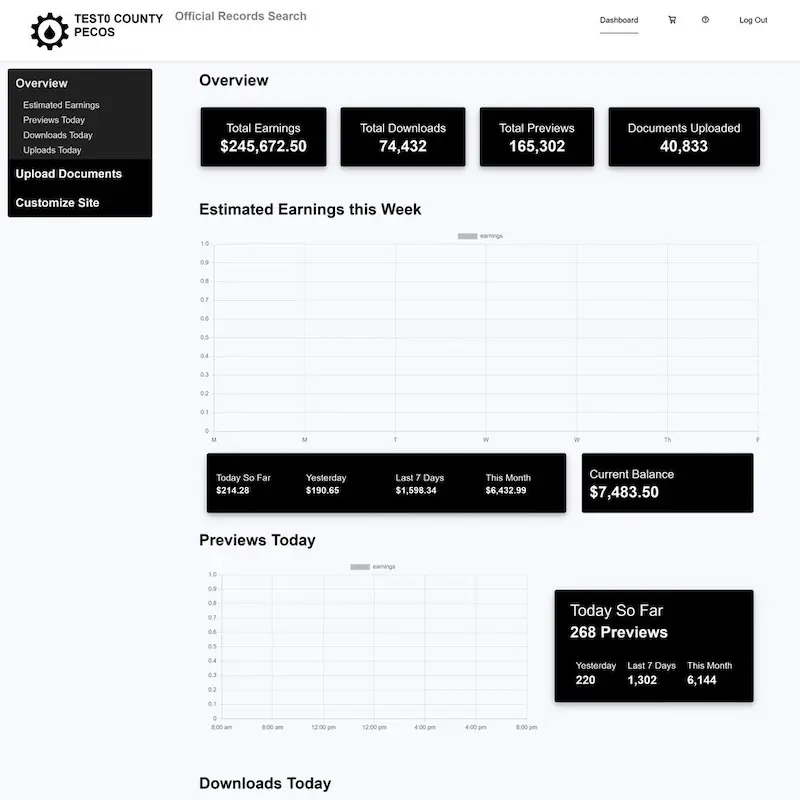 TEST0 COUNTY
PECOS
Official Records Search
Dashboard
Log Out
Overview
Estimated Earnings
Previews Today
Downloads Today
Uploads Today
Upload Documents
Customize Site
Overview
Total Earnings
$245,672.50
Total Downloads
74,432
Total Previews
165,302
Documents Uploaded
40,833
Estimated Earnings this Week
earnings
1.0
0.9
0.8
0.7
0.6
0.5
0.4
0.3
0.2
0.1
0
M M T W W Th F
Today So Far
$214.28
Yesterday
$190.65
Last 7 Days
$1,598.34
This Month
$6,432.99
Current Balance
$7,483.50
Previews Today
earnings
1.0
0.9
0.8
0.7
0.6
0.5
0.4
0.3
0.2
0.1
0
8:00 am 8:00 am 12:00 pm 12:00 pm 4:00 pm 4:00 pm 8:00 pm
Today So Far
268 Previews
Yesterday
220
Last 7 Days
1,302
This Month
6,144
Downloads Today